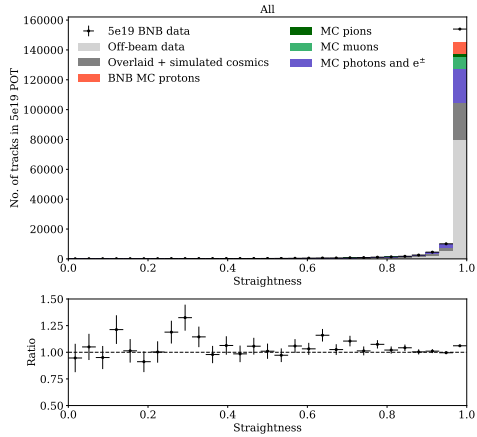 All
5e19 BNB data
Off-beam data
Overlaid + simulated cosmics
BNB MC protons
MC pions
MC muons
MC photons and e±
No. of tracks in 5e19 POT
160000
140000
120000
100000
80000
60000
40000
20000
0
0.0 0.2 0.4 0.6 0.8 1.0
Straightness
Ratio
1.50
1.25
1.00
0.75
0.50
0.0 0.2 0.4 0.6 0.8 1.0
Straightness